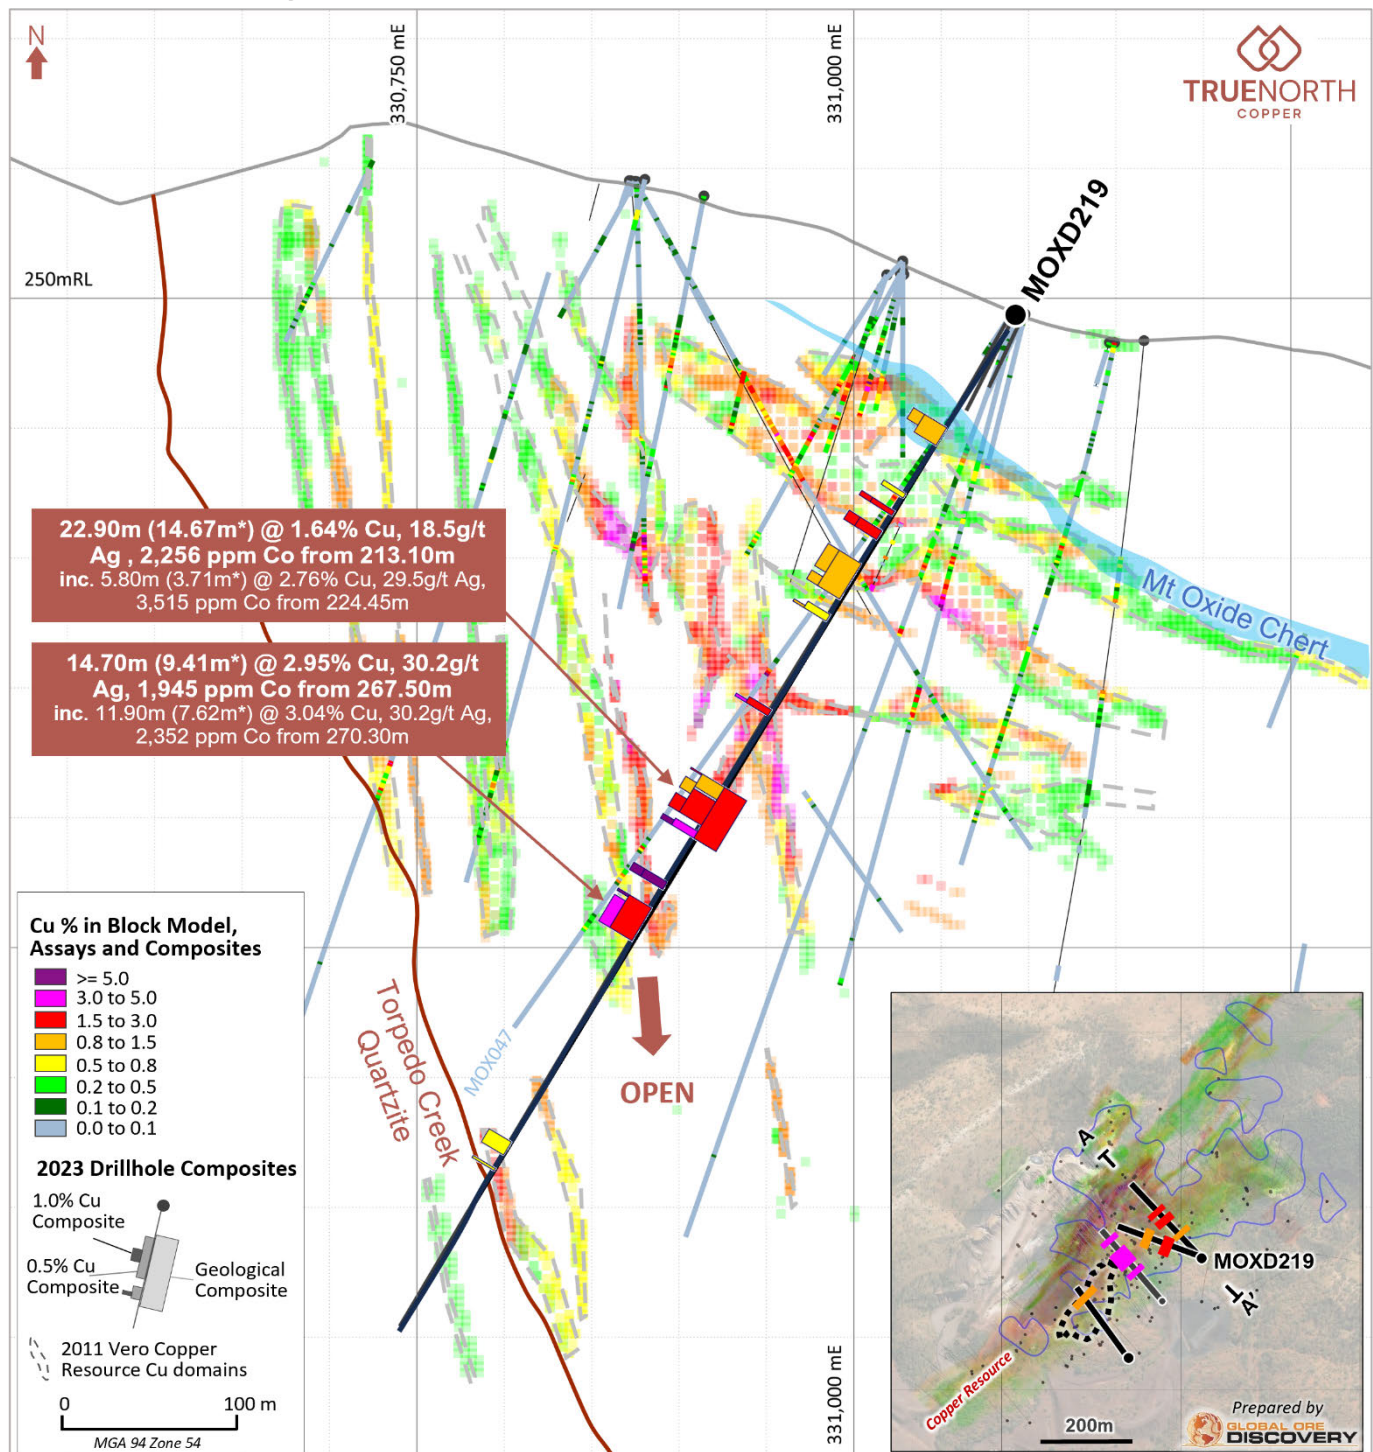 N
330,750 mE
331,000 mE
TRUENORTH
COPPER
MOXD219
250mRL
22.90m (14.67m*) @ 1.64% Cu, 18.5g/t
Ag , 2,256 ppm Co from 213.10m
inc. 5.80m (3.71m*) @ 2.76% Cu, 29.5g/t Ag,
3,515 ppm Co from 224.45m
14.70m (9.41m*) @ 2.95% Cu, 30.2g/t
Ag, 1,945 ppm Co from 267.50m
inc. 11.90m (7.62m*) @ 3.04% Cu, 30.2g/t Ag,
2,352 ppm Co from 270.30m
Mt Oxide Chert
Torpedo Creek
Quartzite
MOX047
OPEN
Cu % in Block Model,
Assays and Composites
>= 5.0
3.0 to 5.0
1.5 to 3.0
0.8 to 1.5
0.5 to 0.8
0.2 to 0.5
0.1 to 0.2
0.0 to 0.1
2023 Drillhole Composites
1.0% Cu
Composite
0.5% Cu
Composite
Geological
Composite
2011 Vero Copper
Resource Cu domains
0 100 m
MGA 94 Zone 54
331,000 mE
A
MOXD219
A'
Copper Resource
200m
Prepared by
GLOBAL ORE
DISCOVERY